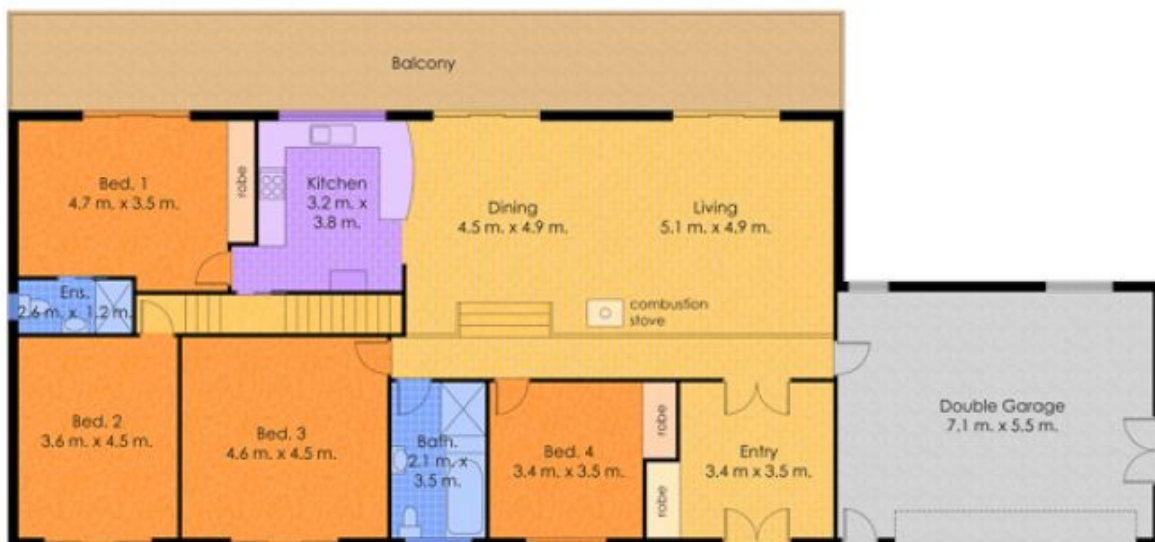 Balcony
Bed. 1
4.7 m. x 3.5 m.
robe
Kitchen
3.2 m. x
3.8 m.
Dining
4.5 m. x 4.9 m.
Living
5.1 m. x 4.9 m.
Ens.
2.6 m. x 1.2 m.
combustion
stove
Bed. 2
3.6 m. x 4.5 m.
Bed. 3
4.6 m. x 4.5 m.
Bath.
2.1 m. x
3.5 m.
Bed. 4
3.4 m. x 3.5 m.
robe
robe
Entry
3.4 m x 3.5 m.
Double Garage
7.1 m. x 5.5 m.